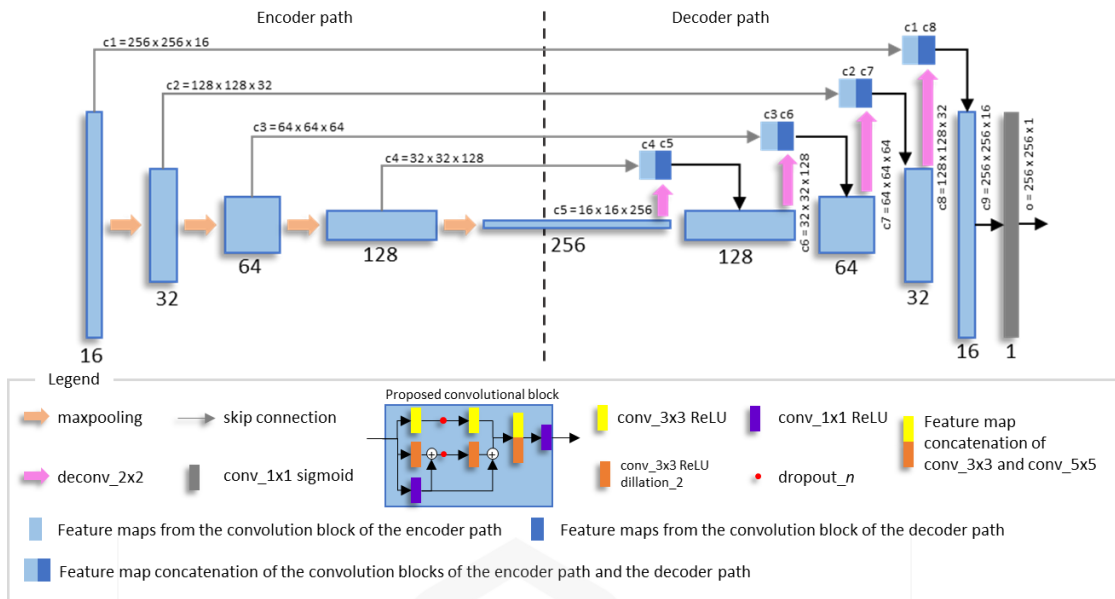 Encoder path
Decoder path
c1 = 256 x 256 x 16
c1 c8
c2 = 128 x 128 x 32
c2 c7
c3 = 64 x 64 x 64
c3 c6
c4 = 32 x 32 x 128
c4 c5
c5 = 16 x 16 x 256
c6 = 32 x 32 x 128
c7 = 64 x 64 x 64
c8 = 128 x 128 x 32
c9 = 256 x 256 x 16
o = 256 x 256 x 1
16
32
64
128
256
128
64
32
16
1
Legend
maxpooling
skip connection
Proposed convolutional block
conv_3x3 ReLU
conv_1x1 ReLU
Feature map
concatenation of
conv_3x3 and conv_5x5
deconv_2x2
conv_1x1 sigmoid
conv_3x3 ReLU
dillation_2
dropout_n
Feature maps from the convolution block of the encoder path
Feature maps from the convolution block of the decoder path
Feature map concatenation of the convolution blocks of the encoder path and the decoder path